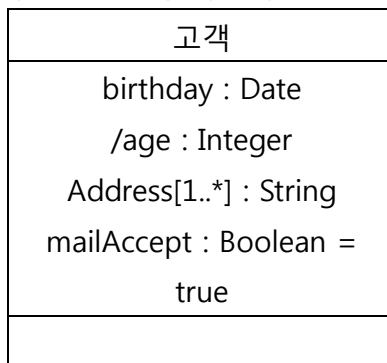 고객
birthday : Date
/age : Integer
Address[1..*] : String
mailAccept : Boolean =
true